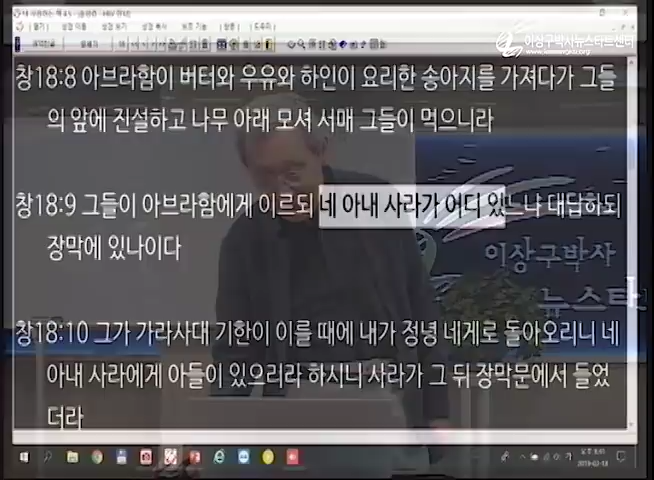 이상구박사뉴스타트센터
창18:8 아브라함이 버터와 우유와 하인이 요리한 송아지를 가져다가 그들
의 앞에 진설하고 나무 아래 모셔 서매 그들이 먹으니라
창18:9 그들이 아브라함에게 이르되 네 아내 사라가 어디 있느냐 대답하되
장막에 있나이다
이상구박사
뉴스타
창18:10 그가 가라사대 기한이 이를 때에 내가 정녕 네게로 돌아오리니 네
아내 사라에게 아들이 있으리라 하시니 사라가 그 뒤 장막문에서 들었
더라